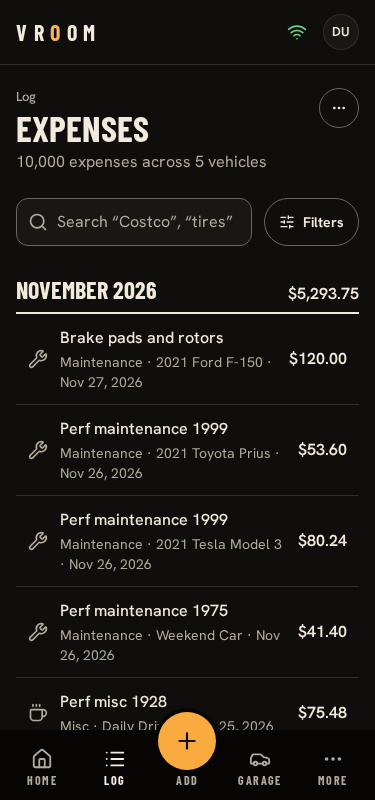 VROOM
DU
Log
EXPENSES
10,000 expenses across 5 vehicles
Search “Costco”, “tires”
Filters
NOVEMBER 2026
$5,293.75
Brake pads and rotors
Maintenance · 2021 Ford F-150 ·
Nov 27, 2026
$120.00
Perf maintenance 1999
Maintenance · 2021 Toyota Prius ·
Nov 26, 2026
$53.60
Perf maintenance 1999
Maintenance · 2021 Tesla Model 3
· Nov 26, 2026
$80.24
Perf maintenance 1975
Maintenance · Weekend Car · Nov
26, 2026
$41.40
Perf misc 1928
Misc · Daily 25, 2026
$75.48
HOME
LOG
ADD
GARAGE
MORE